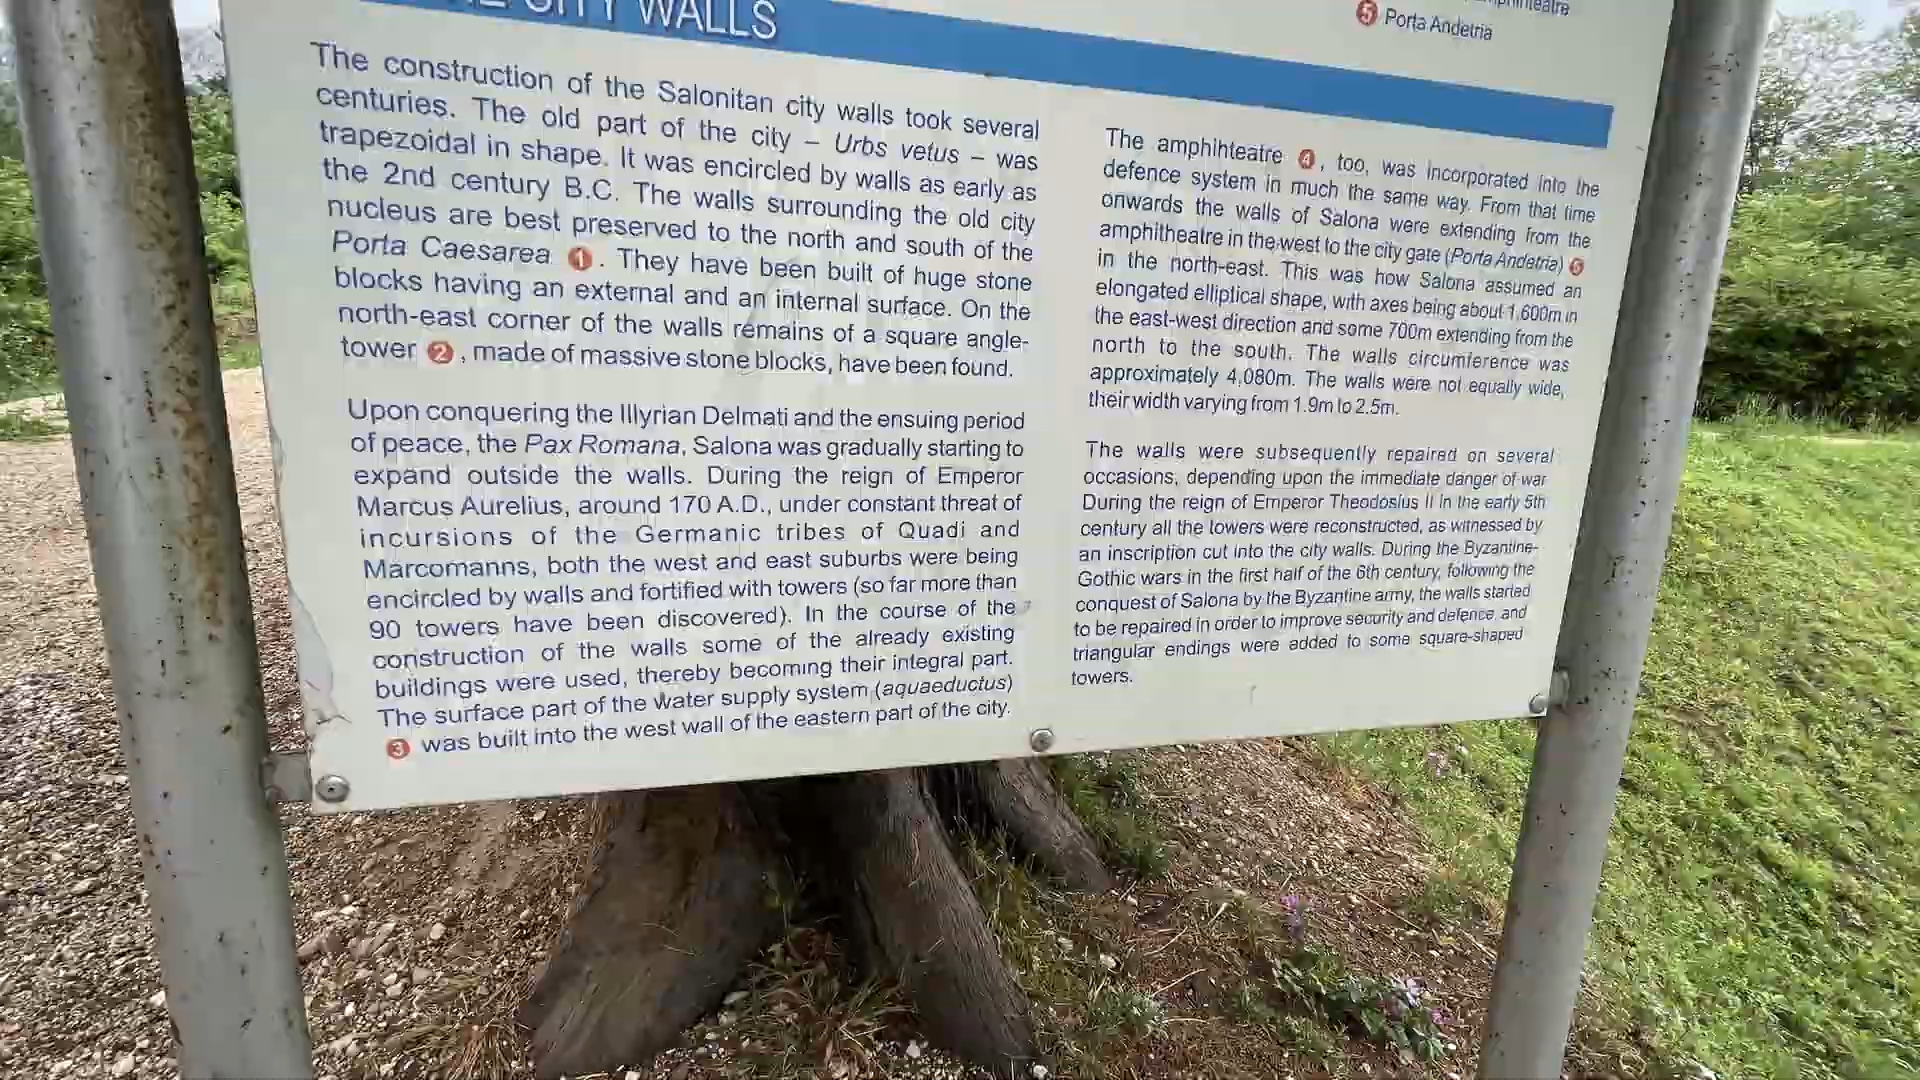 CITY WALLS
5 Porta Andetria
The construction of the Salonitan city walls took several
centuries. The old part of the city – Urbs vetus – was
trapezoidal in shape. It was encircled by walls as early as
the 2nd century B.C. The walls surrounding the old city
nucleus are best preserved to the north and south of the
Porta Caesarea 1. They have been built of huge stone
blocks having an external and an internal surface. On the
north-east corner of the walls remains of a square angle-
tower 2, made of massive stone blocks, have been found.
Upon conquering the Illyrian Delmati and the ensuing period
of peace, the Pax Romana, Salona was gradually starting to
expand outside the walls. During the reign of Emperor
Marcus Aurelius, around 170 A.D., under constant threat of
incursions of the Germanic tribes of Quadi and
Marcomanns, both the west and east suburbs were being
encircled by walls and fortified with towers (so far more than
90 towers have been discovered). In the course of the
construction of the walls some of the already existing
buildings were used, thereby becoming their integral part.
The surface part of the water supply system (aquaeductus)
3 was built into the west wall of the eastern part of the city.
The amphihteatre 4, too, was incorporated into the
defence system in much the same way. From that time
onwards the walls of Salona were extending from the
amphitheatre in the west to the city gate (Porta Andetria) 5
in the north-east. This was how Salona assumed an
elongated elliptical shape, with axes being about 1,600m in
the east-west direction and some 700m extending from the
north to the south. The walls circumference was
approximately 4,080m. The walls were not equally wide,
their width varying from 1.9m to 2.5m.
The walls were subsequently repaired on several
occasions, depending upon the immediate danger of war
During the reign of Emperor Theodosius II in the early 5th
century all the towers were reconstructed, as witnessed by
an inscription cut into the city walls. During the Byzantine-
Gothic wars in the first half of the 6th century, following the
conquest of Salona by the Byzantine army, the walls started
to be repaired in order to improve security and defence, and
triangular endings were added to some square-shaped
towers.